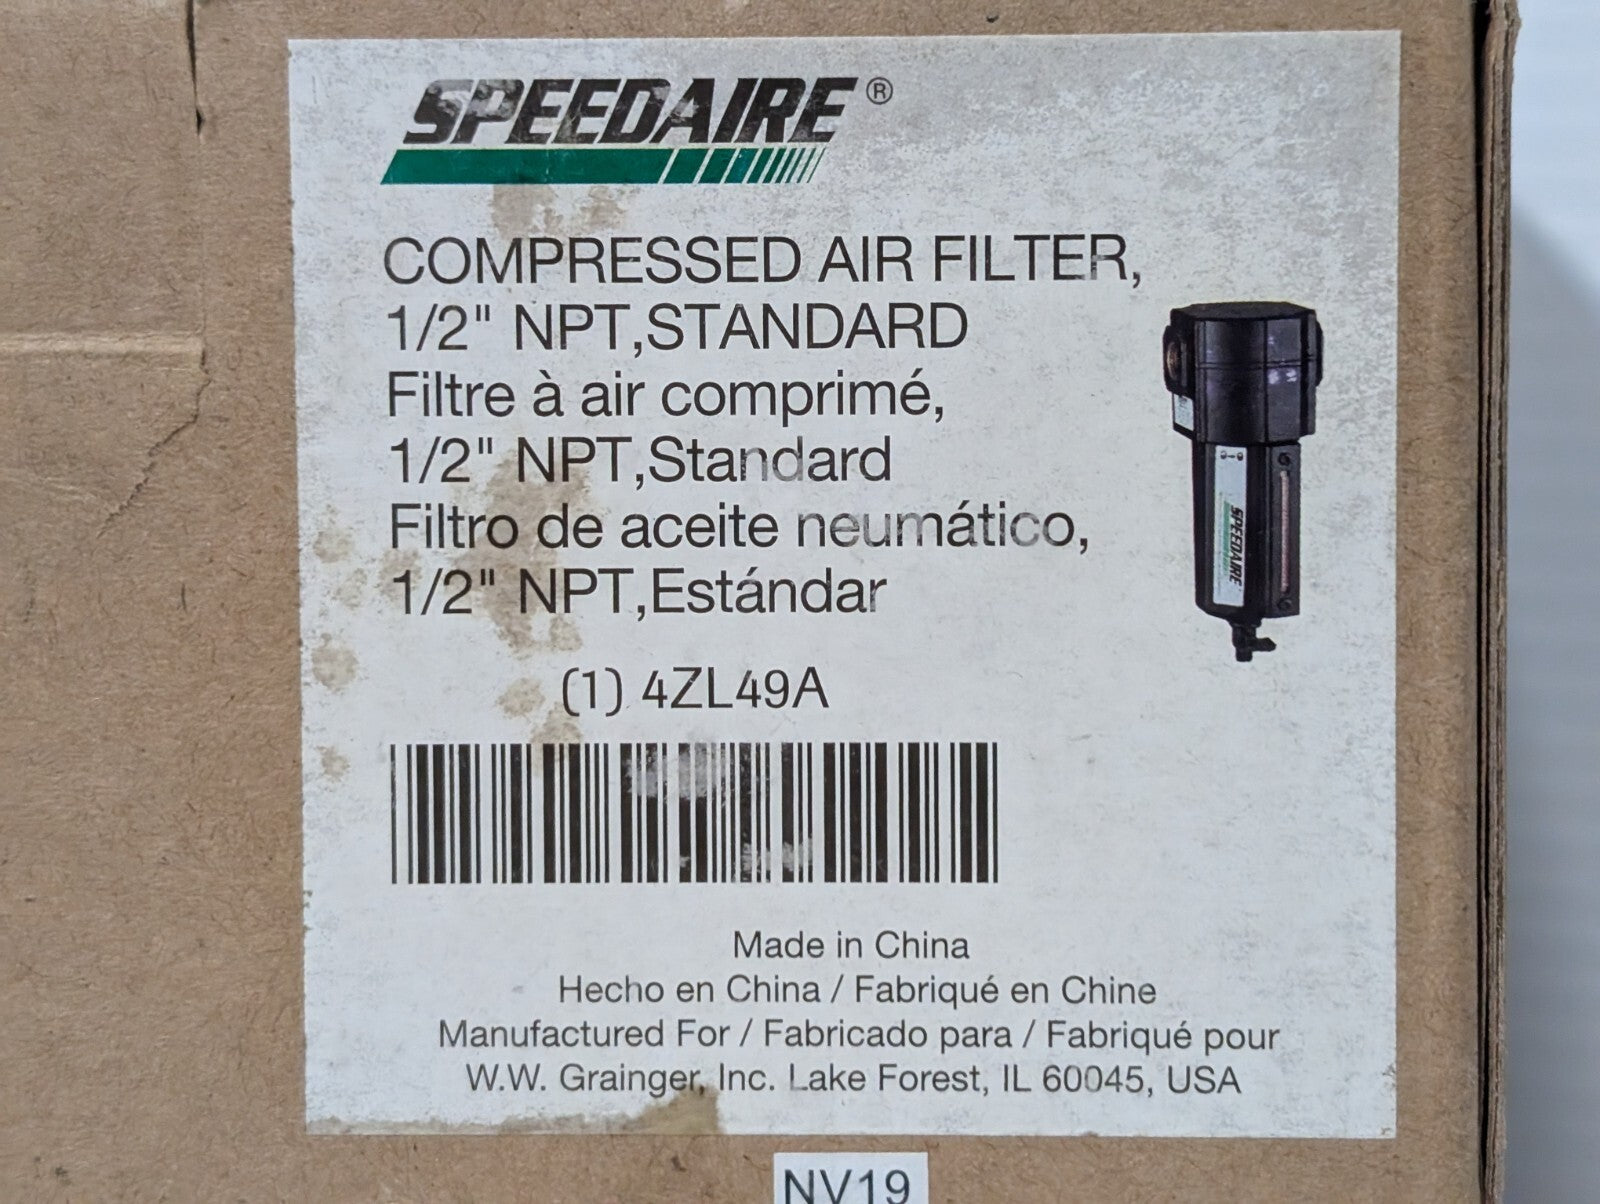 SPEEDAIRE®
COMPRESSED AIR FILTER,
1/2" NPT,STANDARD
Filtre à air comprimé,
1/2" NPT,Standard
Filtro de aceite neumático,
1/2" NPT,Estándar
SPEEDAIRE
(1) 4ZL49A
Made in China
Hecho en China / Fabriqué en Chine
Manufactured For / Fabricado para / Fabriqué pour
W.W. Grainger, Inc. Lake Forest, IL 60045, USA
NV19